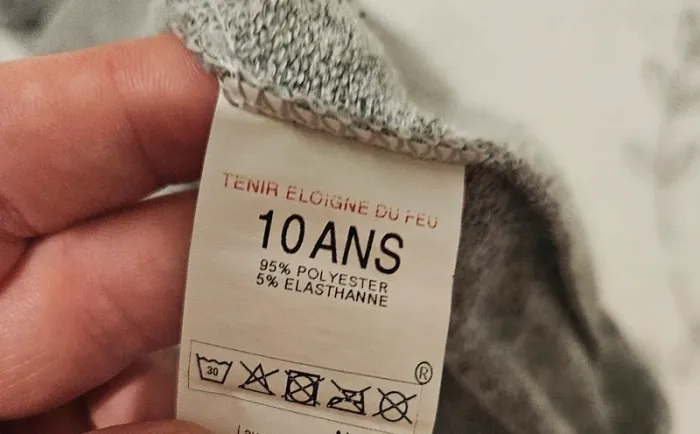 TENIR ELOIGNE DU FEU
10 ANS
95% POLYESTER
5% ELASTHANNE
®
30